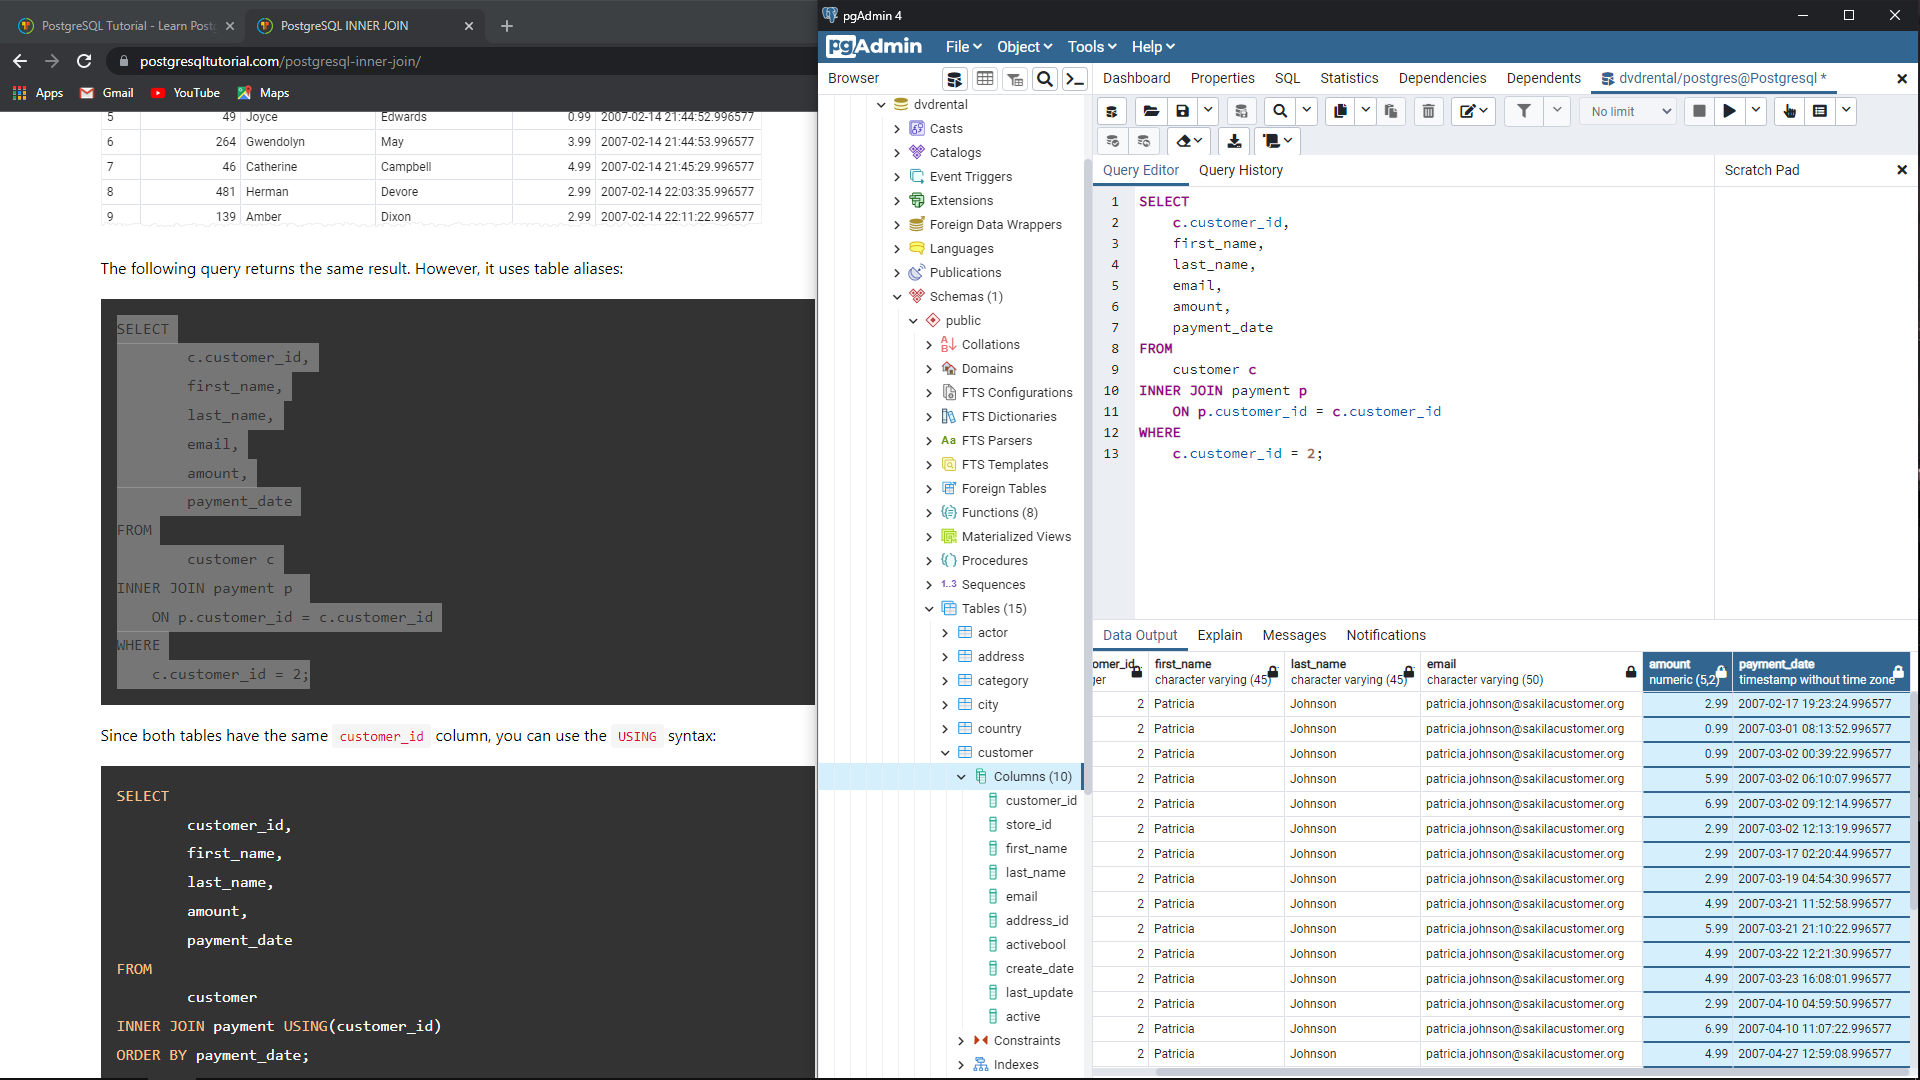 PostgreSQL Tutorial - Learn Post
PostgreSQL INNER JOIN
postgresqltutorial.com/postgresql-inner-join/
Apps Gmail YouTube Maps
5 49 Joyce Edwards 0.99 2007-02-14 21:44:52.996577
6 264 Gwendolyn May 3.99 2007-02-14 21:44:53.996577
7 46 Catherine Campbell 4.99 2007-02-14 21:45:29.996577
8 481 Herman Devore 2.99 2007-02-14 22:03:35.996577
9 139 Amber Dixon 2.99 2007-02-14 22:11:22.996577
The following query returns the same result. However, it uses table aliases:
SELECT
c.customer_id,
first_name,
last_name,
email,
amount,
payment_date
FROM
customer c
INNER JOIN payment p
ON p.customer_id = c.customer_id
WHERE
c.customer_id = 2;
Since both tables have the same customer_id column, you can use the USING syntax:
SELECT
customer_id,
first_name,
last_name,
amount,
payment_date
FROM
customer
INNER JOIN payment USING(customer_id)
ORDER BY payment_date;
pgAdmin 4
pgAdmin File Object Tools Help
Browser
dvdrental
Casts
Catalogs
Event Triggers
Extensions
Foreign Data Wrappers
Languages
Publications
Schemas (1)
public
Collations
Domains
FTS Configurations
FTS Dictionaries
Aa FTS Parsers
FTS Templates
Foreign Tables
Functions (8)
Materialized Views
Procedures
1..3 Sequences
Tables (15)
actor
address
category
city
country
customer
Columns (10)
customer_id
store_id
first_name
last_name
email
address_id
activebool
create_date
last_update
active
Constraints
Indexes
Dashboard Properties SQL Statistics Dependencies Dependents dvdrental/postgres@Postgresql *
No limit
Query Editor Query History
Scratch Pad
1 SELECT
2 c.customer_id,
3 first_name,
4 last_name,
5 email,
6 amount,
7 payment_date
8 FROM
9 customer c
10 INNER JOIN payment p
11 ON p.customer_id = c.customer_id
12 WHERE
13 c.customer_id = 2;
Data Output Explain Messages Notifications
omer_id first_name last_name email amount payment_date
ger character varying (45) character varying (45) character varying (50) numeric (5,2) timestamp without time zone
2 Patricia Johnson patricia.johnson@sakilacustomer.org 2.99 2007-02-17 19:23:24.996577
2 Patricia Johnson patricia.johnson@sakilacustomer.org 0.99 2007-03-01 08:13:52.996577
2 Patricia Johnson patricia.johnson@sakilacustomer.org 0.99 2007-03-02 00:39:22.996577
2 Patricia Johnson patricia.johnson@sakilacustomer.org 5.99 2007-03-02 06:10:07.996577
2 Patricia Johnson patricia.johnson@sakilacustomer.org 6.99 2007-03-02 09:12:14.996577
2 Patricia Johnson patricia.johnson@sakilacustomer.org 2.99 2007-03-02 12:13:19.996577
2 Patricia Johnson patricia.johnson@sakilacustomer.org 2.99 2007-03-17 02:20:44.996577
2 Patricia Johnson patricia.johnson@sakilacustomer.org 2.99 2007-03-19 04:54:30.996577
2 Patricia Johnson patricia.johnson@sakilacustomer.org 4.99 2007-03-21 11:52:58.996577
2 Patricia Johnson patricia.johnson@sakilacustomer.org 5.99 2007-03-21 21:10:22.996577
2 Patricia Johnson patricia.johnson@sakilacustomer.org 4.99 2007-03-22 12:21:30.996577
2 Patricia Johnson patricia.johnson@sakilacustomer.org 4.99 2007-03-23 16:08:01.996577
2 Patricia Johnson patricia.johnson@sakilacustomer.org 2.99 2007-04-10 04:59:50.996577
2 Patricia Johnson patricia.johnson@sakilacustomer.org 6.99 2007-04-10 11:07:22.996577
2 Patricia Johnson patricia.johnson@sakilacustomer.org 4.99 2007-04-27 12:59:08.996577